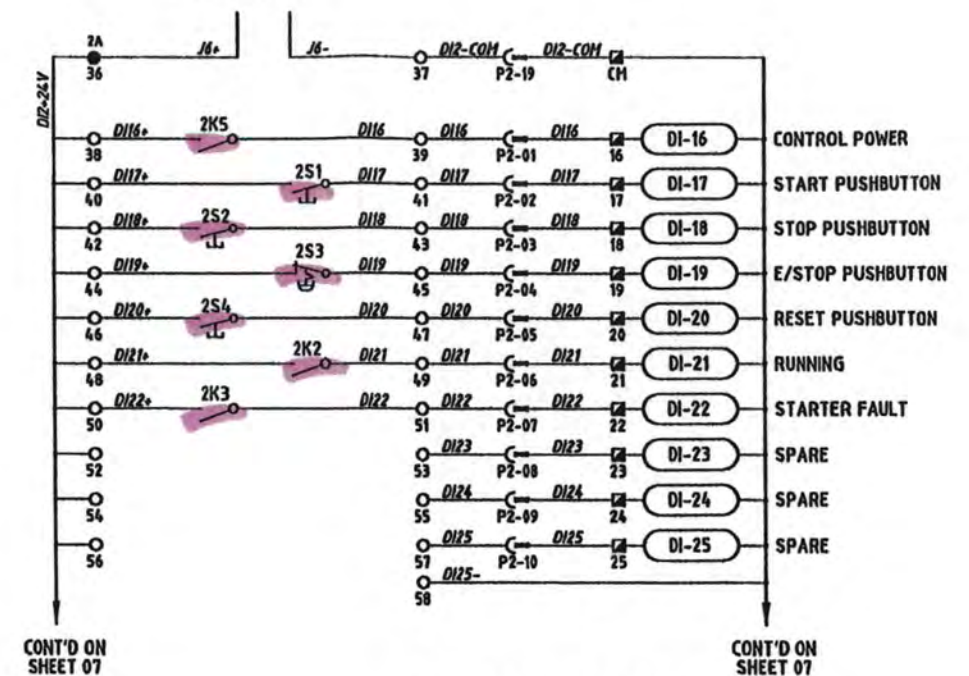 2A J6+ J6- DI2-COM DI2-COM
36 37 P2-19 CM
DI2+24V
DI16+ 2K5 DI16 DI16 DI16 DI-16 CONTROL POWER
38 39 P2-01 16
DI17+ 2S1 DI17 DI17 DI17 DI-17 START PUSHBUTTON
40 41 P2-02 17
DI18+ 2S2 DI18 DI18 DI18 DI-18 STOP PUSHBUTTON
42 43 P2-03 18
DI19+ 2S3 DI19 DI19 DI19 DI-19 E/STOP PUSHBUTTON
44 45 P2-04 19
DI20+ 2S4 DI20 DI20 DI20 DI-20 RESET PUSHBUTTON
46 47 P2-05 20
DI21+ 2K2 DI21 DI21 DI21 DI-21 RUNNING
48 49 P2-06 21
DI22+ 2K3 DI22 DI22 DI22 DI-22 STARTER FAULT
50 51 P2-07 22
DI23 DI23 DI-23 SPARE
52 53 P2-08 23
DI24 DI24 DI-24 SPARE
54 55 P2-09 24
DI25 DI25 DI-25 SPARE
56 57 P2-10 25
DI25-
58
CONT'D ON CONT'D ON
SHEET 07 SHEET 07